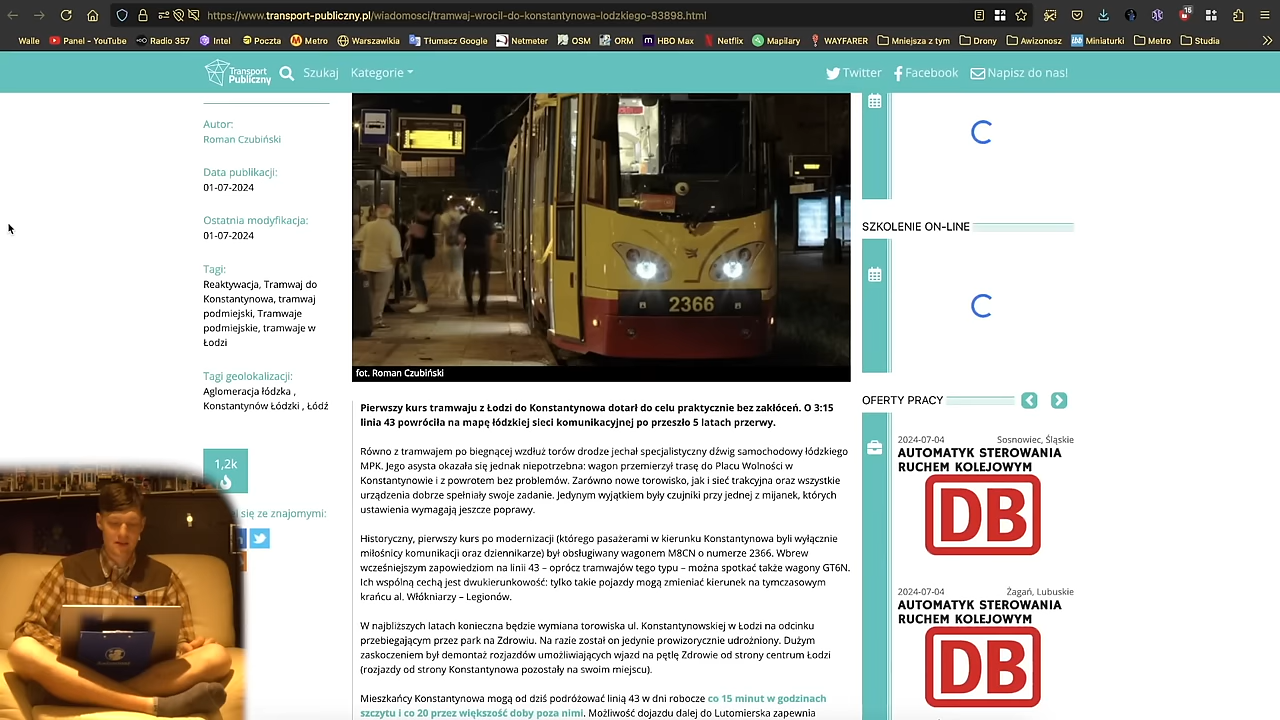 https://www.transport-publiczny.pl/wiadomosci/tramwaj-wrocil-do-konstantynowa-lodzkiego-83898.html
15
Walle
Panel - YouTube
Radio 357
Intel
Poczta
Metro
Warszawikia
Tłumacz Google
Netmeter
OSM
ORM
HBO Max
Netflix
Mapilary
WAYFARER
Mniejsza z tym
Drony
Awizonosz
Miniaturki
Metro
Studia
Transport Publiczny
Szukaj
Kategorie
Twitter
Facebook
Napisz do nas!
Autor:
Roman Czubiński
Data publikacji:
01-07-2024
Ostatnia modyfikacja:
01-07-2024
Tagi:
Reaktywacja, Tramwaj do
Konstantynowa, tramwaj
podmiejski, Tramwaje
podmiejskie, tramwaje w
Łodzi
Tagi geolokalizacji:
Aglomeracja łódzka ,
Konstantynów Łódzki , Łódź
1,2k
się ze znajomymi:
2366
fot. Roman Czubiński
Pierwszy kurs tramwaju z Łodzi do Konstantynowa dotarł do celu praktycznie bez zakłóceń. O 3:15
linia 43 powróciła na mapę łódzkiej sieci komunikacyjnej po przeszło 5 latach przerwy.
Równo z tramwajem po biegnącej wzdłuż torów drodze jechał specjalistyczny dźwig samochodowy łódzkiego
MPK. Jego asysta okazała się jednak niepotrzebna: wagon przemierzył trasę do Placu Wolności w
Konstantynowie i z powrotem bez problemów. Zarówno nowe torowisko, jak i sieć trakcyjna oraz wszystkie
urządzenia dobrze spełniały swoje zadanie. Jedynym wyjątkiem były czujniki przy jednej z mijanek, których
ustawienia wymagają jeszcze poprawy.
Historyczny, pierwszy kurs po modernizacji (którego pasażerami w kierunku Konstantynowa byli wyłącznie
miłośnicy komunikacji oraz dziennikarze) był obsługiwany wagonem M8CN o numerze 2366. Wbrew
wcześniejszym zapowiedziom na linii 43 – oprócz tramwajów tego typu – można spotkać także wagony GT6N.
Ich wspólną cechą jest dwukierunkowość: tylko takie pojazdy mogą zmieniać kierunek na tymczasowym
krańcu al. Włókniarzy – Legionów.
W najbliższych latach konieczna będzie wymiana torowiska ul. Konstantynowskiej w Łodzi na odcinku
przebiegającym przez park na Zdrowiu. Na razie został on jedynie prowizorycznie udrożniony. Dużym
zaskoczeniem był demontaż rozjazdów umożliwiających wjazd na pętlę Zdrowie od strony centrum Łodzi
(rozjazdy od strony Konstantynowa pozostały na swoim miejscu).
Mieszkańcy Konstantynowa mogą od dziś podróżować linią 43 w dni robocze co 15 minut w godzinach
szczytu i co 20 przez większość doby poza nimi. Możliwość dojazdu dalej do Lutomierska zapewnia
SZKOLENIE ON-LINE
OFERTY PRACY
2024-07-04
Sosnowiec, Śląskie
AUTOMATYK STEROWANIA
RUCHEM KOLEJOWYM
DB
2024-07-04
Żagań, Lubuskie
AUTOMATYK STEROWANIA
RUCHEM KOLEJOWYM
DB